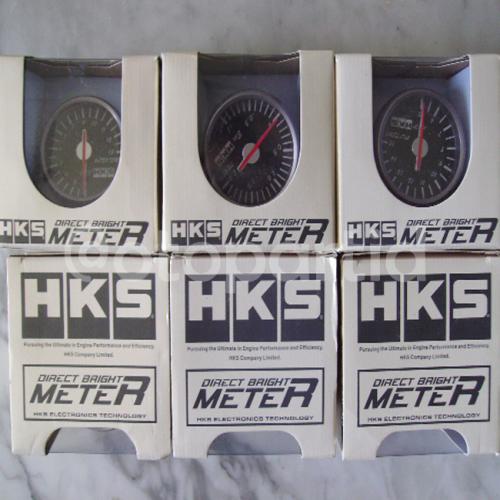 HKS DIRECT BRIGHT METER
HKS DIRECT BRIGHT METER
HKS DIRECT BRIGHT METER
HKS
Pursuing the Ultimate in Engine Performance and Efficiency.
HKS Company Limited.
DIRECT BRIGHT
METER
HKS ELECTRONICS TECHNOLOGY
HKS
Pursuing the Ultimate in Engine Performance and Efficiency.
HKS Company Limited.
DIRECT BRIGHT
METER
HKS ELECTRONICS TECHNOLOGY
HKS
Pursuing the Ultimate in Engine Performance and Efficiency.
HKS Company Limited.
DIRECT BRIGHT
METER
HKS ELECTRONICS TECHNOLOGY